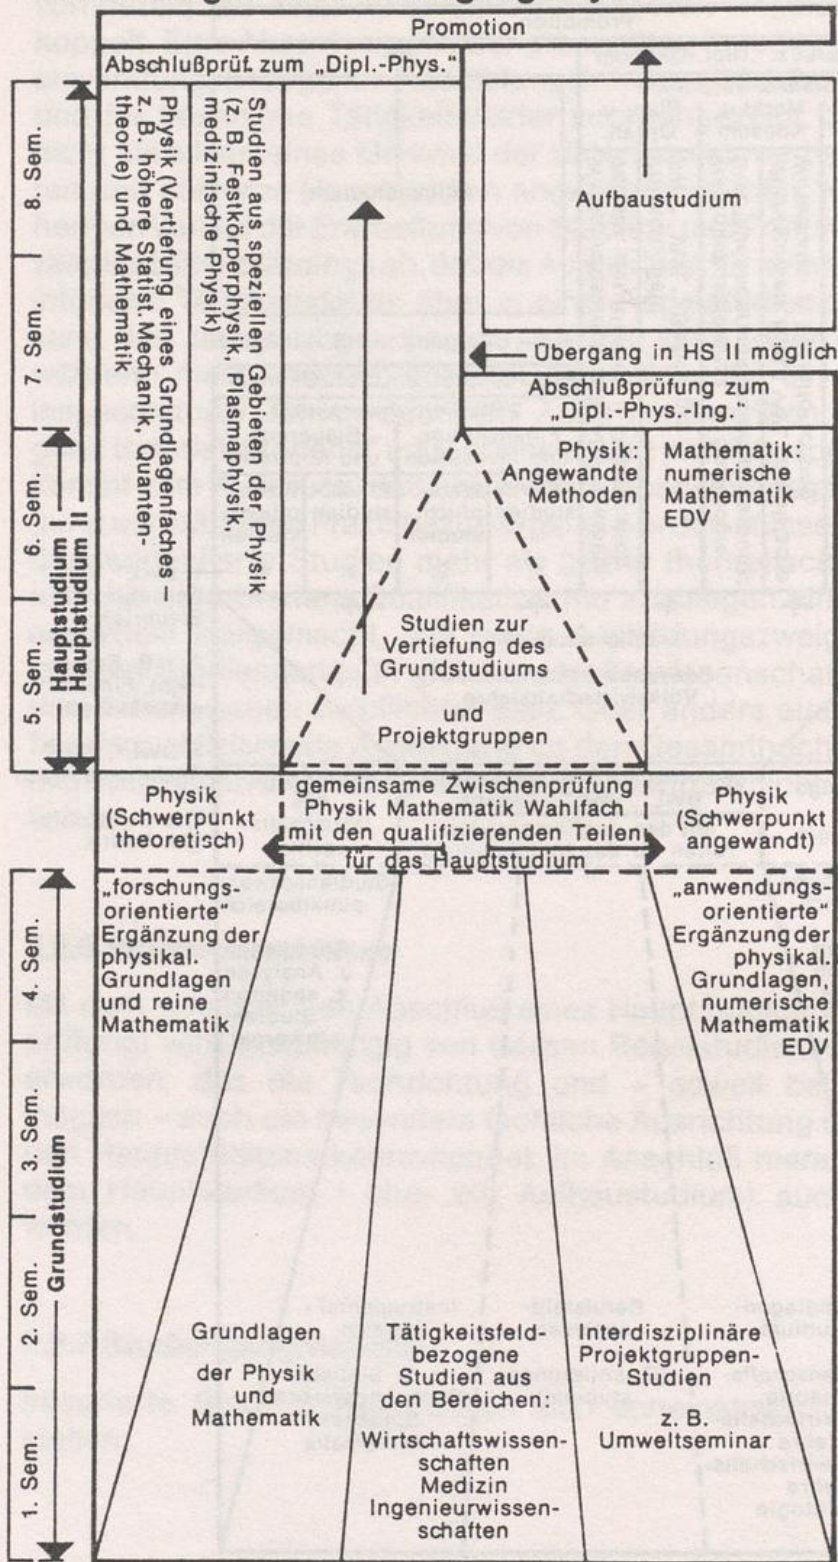 Promotion
Abschlußprüf. zum „Dipl.-Phys."
8. Sem.
7. Sem.
6. Sem.
5. Sem.
Hauptstudium I
Hauptstudium II
Physik (Vertiefung eines Grundlagenfaches —
z. B. höhere Statist. Mechanik, Quanten-
theorie) und Mathematik
Studien aus speziellen Gebieten der Physik
(z. B. Festkörperphysik, Plasmaphysik,
medizinische Physik)
Aufbaustudium
Übergang in HS II möglich
Abschlußprüfung zum
„Dipl.-Phys.-Ing."
Physik:
Angewandte
Methoden
Mathematik:
numerische
Mathematik
EDV
Studien zur
Vertiefung des
Grundstudiums
und
Projektgruppen
Physik
(Schwerpunkt
theoretisch)
gemeinsame Zwischenprüfung
Physik Mathematik Wahlfach
mit den qualifizierenden Teilen
für das Hauptstudium
Physik
(Schwerpunkt
angewandt)
4. Sem.
3. Sem.
2. Sem.
1. Sem.
Grundstudium
„forschungs-
orientierte"
Ergänzung der
physikal.
Grundlagen
und reine
Mathematik
„anwendungs-
orientierte"
Ergänzung der
physikal.
Grundlagen,
numerische
Mathematik
EDV
Grundlagen
der Physik
und
Mathematik
Tätigkeitsfeld-
bezogene
Studien aus
den Bereichen:
Wirtschaftswissen-
schaften
Medizin
Ingenieurwissen-
schaften
Interdisziplinäre
Projektgruppen-
Studien
z. B.
Umweltseminar